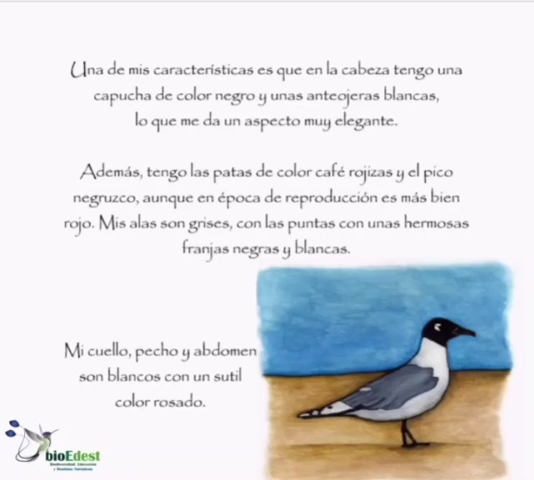 Una de mis características es que en la cabeza tengo una
capucha de color negro y unas anteojeras blancas,
lo que me da un aspecto muy elegante.
Además, tengo las patas de color café rojizas y el pico
negruzco, aunque en época de reproducción es más bien
rojo. Mis alas son grises, con las puntas con unas hermosas
franjas negras y blancas.
Mi cuello, pecho y abdomen
son blancos con un sutil
color rosado.
bioEdest
Biodiversidad, Educación